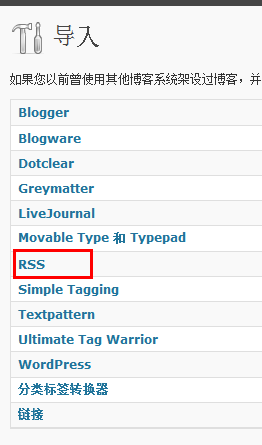 导入
如果您以前曾使用其他博客系统架设过博客，并
Blogger
Blogware
Dotclear
Greymatter
LiveJournal
Movable Type 和 Typepad
RSS
Simple Tagging
Textpattern
Ultimate Tag Warrior
WordPress
分类标签转换器
链接